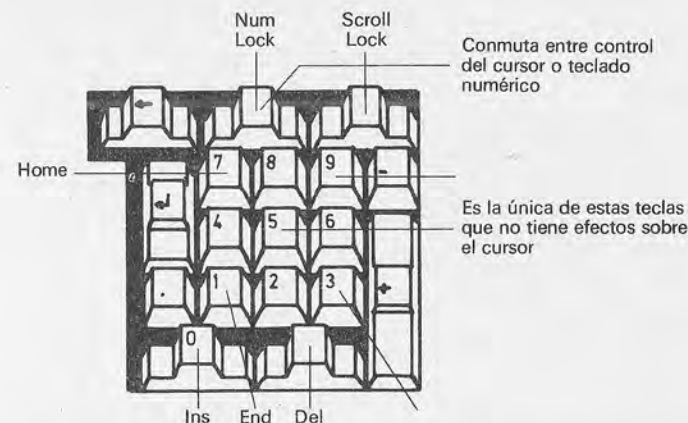 Num
Lock
Scroll
Lock
Conmuta entre control
del cursor o teclado
numérico
Home
7 8 9 -
Es la única de estas teclas
que no tiene efectos sobre
el cursor
4 5 6
. 1 2 3 +
0
Ins End Del